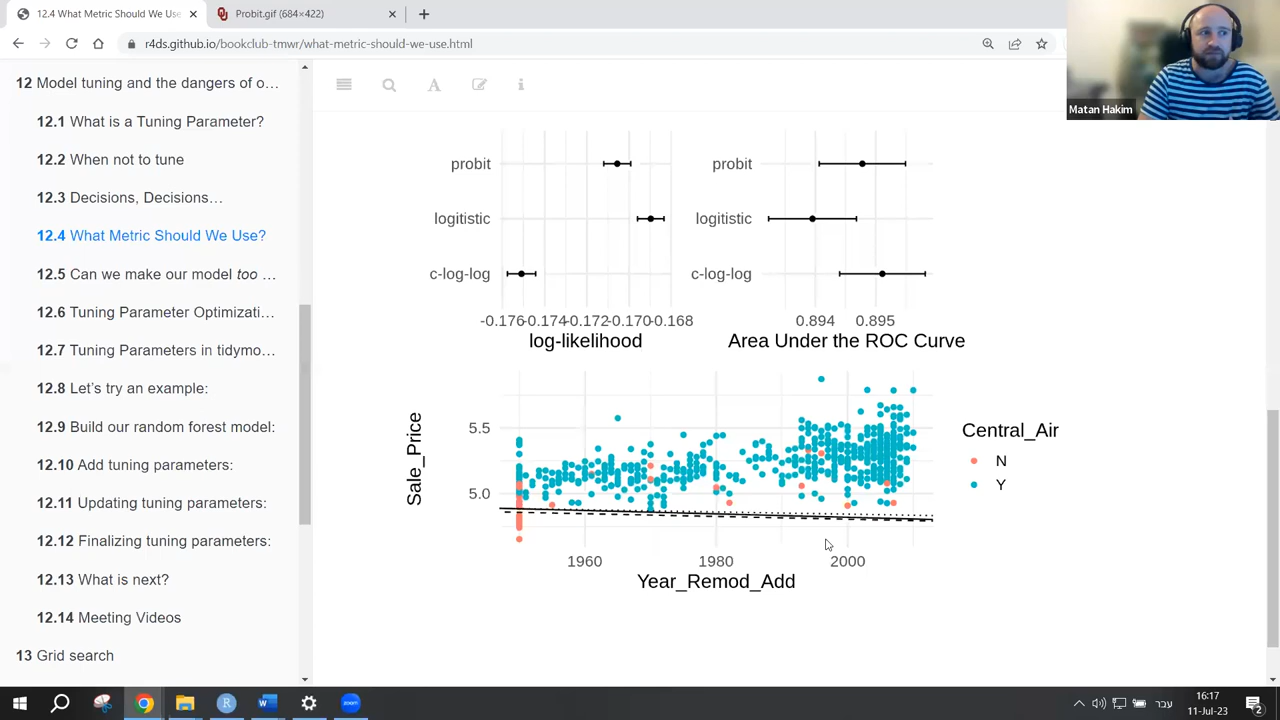 12.4 What Metric Should We Use
Probit.gif (684×422)
r4ds.github.io/bookclub-tmwr/what-metric-should-we-use.html
Matan Hakim
12 Model tuning and the dangers of o…
12.1 What is a Tuning Parameter?
12.2 When not to tune
12.3 Decisions, Decisions…
12.4 What Metric Should We Use?
12.5 Can we make our model too …
12.6 Tuning Parameter Optimizati…
12.7 Tuning Parameters in tidymo…
12.8 Let's try an example:
12.9 Build our random forest model:
12.10 Add tuning parameters:
12.11 Updating tuning parameters:
12.12 Finalizing tuning parameters:
12.13 What is next?
12.14 Meeting Videos
13 Grid search
probit
logitistic
c-log-log
-0.176 -0.174 -0.172 -0.170 -0.168
log-likelihood
probit
logitistic
c-log-log
0.894 0.895
Area Under the ROC Curve
Sale_Price
5.5
5.0
1960 1980 2000
Year_Remod_Add
Central_Air
N
Y
עבר
16:17
11-Jul-23
2